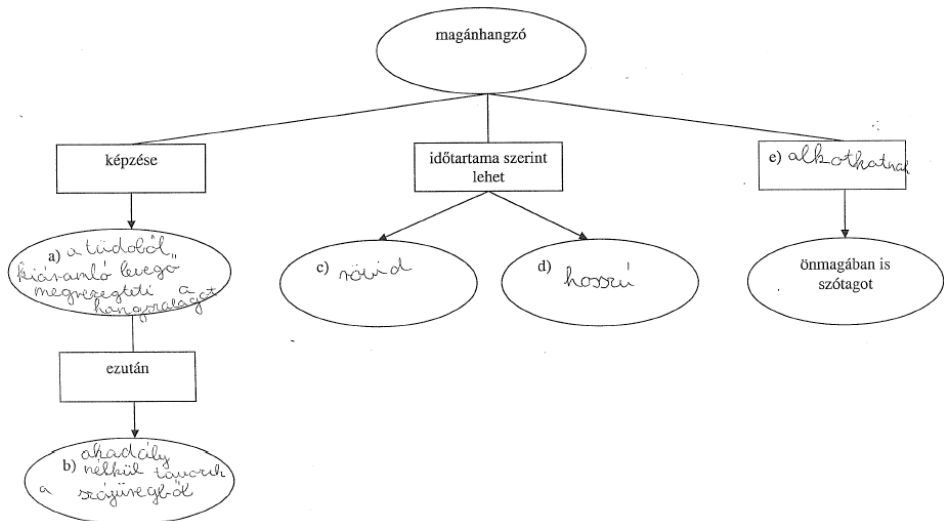 magánhangzó
képzése
időtartama szerint
lehet
e) alkothatnak
a) a tüdőből
kiáramló levegő
megrezegteti a
hangszalagot
c) rövid
d) hosszú
önmagában is
szótagot
ezután
b) akadály
nélkül távozik
a szájüregből